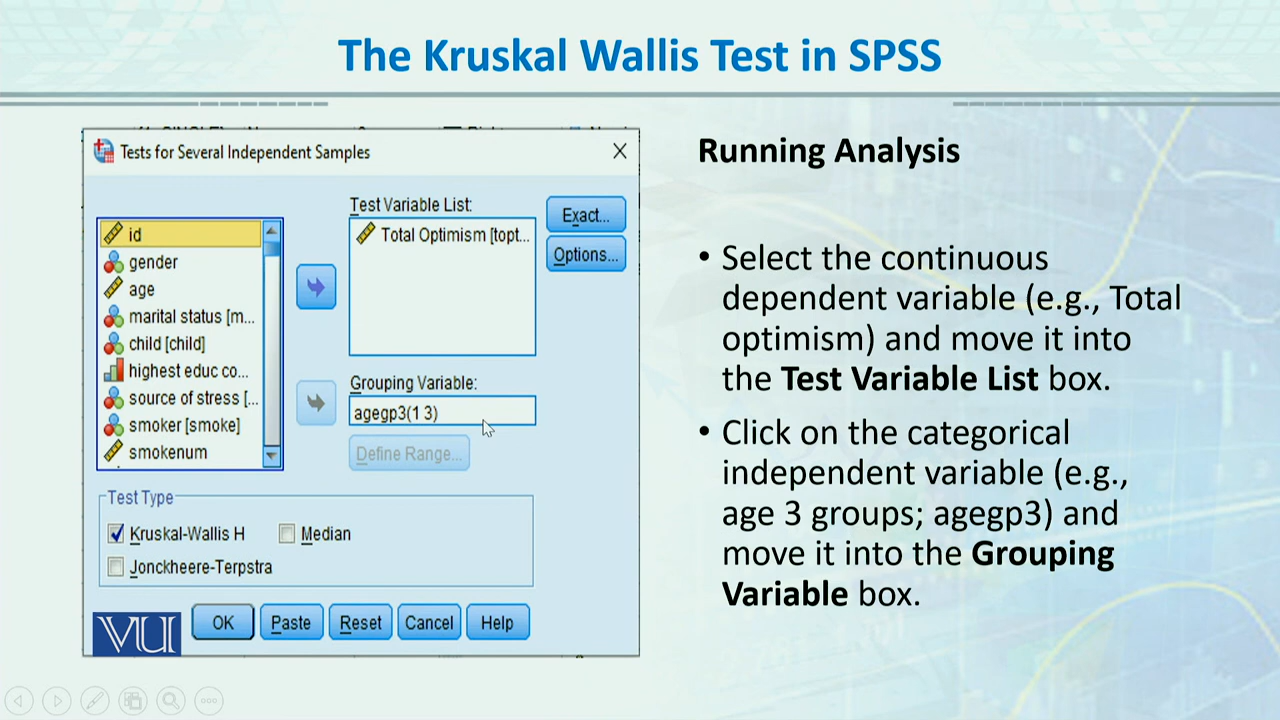 The Kruskal Wallis Test in SPSS
Tests for Several Independent Samples
id
gender
age
marital status [m...
child [child]
highest educ co...
source of stress [...
smoker [smoke]
smokenum
Test Variable List:
Total Optimism [topt...
Grouping Variable:
agegp3(1 3)
Define Range...
Exact...
Options...
Test Type
Kruskal-Wallis H
Median
Jonckheere-Terpstra
OK
Paste
Reset
Cancel
Help
VU
Running Analysis
• Select the continuous
dependent variable (e.g., Total
optimism) and move it into
the Test Variable List box.
• Click on the categorical
independent variable (e.g.,
age 3 groups; agegp3) and
move it into the Grouping
Variable box.